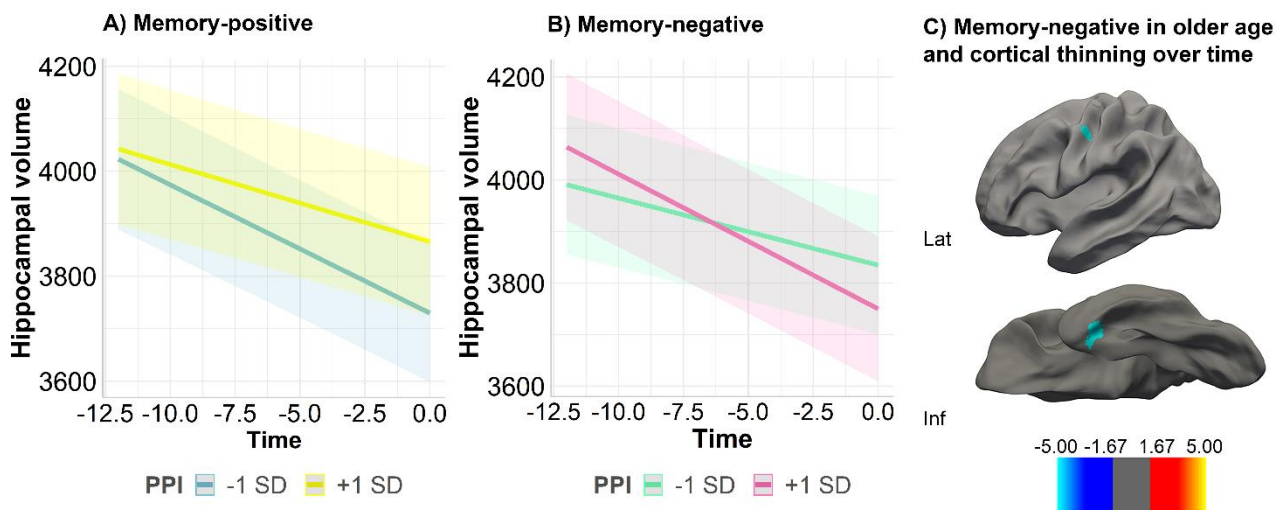 A) Memory-positive
Hippocampal volume
4200
4000
3800
3600
-12.5 -10.0 -7.5 -5.0 -2.5 0.0
Time
PPI -1 SD +1 SD
B) Memory-negative
Hippocampal volume
4200
4000
3800
3600
-12.5 -10.0 -7.5 -5.0 -2.5 0.0
Time
PPI -1 SD +1 SD
C) Memory-negative in older age
and cortical thinning over time
Lat
Inf
-5.00 -1.67 1.67 5.00